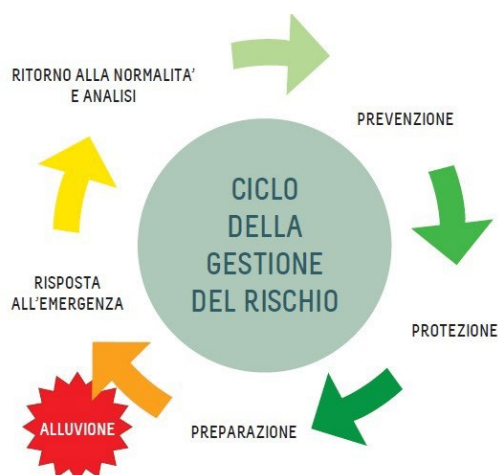 RITORNO ALLA NORMALITA'
E ANALISI
PREVENZIONE
CICLO
DELLA
GESTIONE
DEL RISCHIO
RISPOSTA
ALL'EMERGENZA
PROTEZIONE
ALLUVIONE
PREPARAZIONE